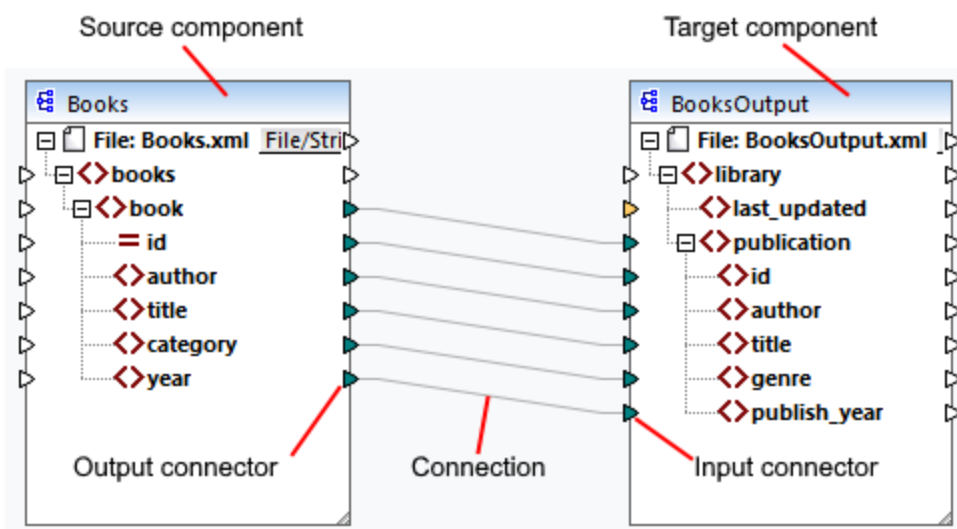 Source component
Target component
Books
File: Books.xml File/Stri
books
book
id
author
title
category
year
BooksOutput
File: BooksOutput.xml
library
last_updated
publication
id
author
title
genre
publish_year
Output connector
Connection
Input connector